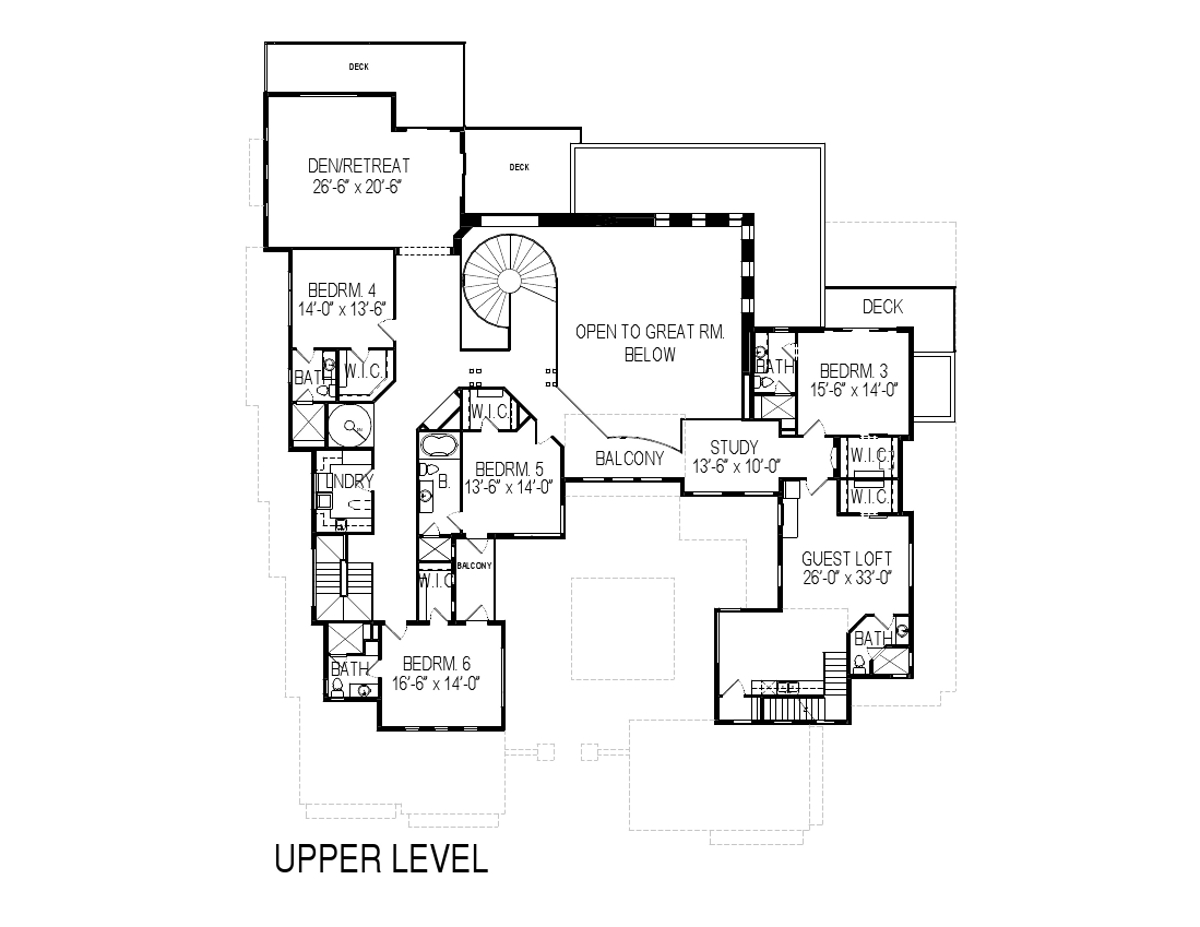 DECK
DEN/RETREAT
26'-6" x 20'-6"
DECK
BEDRM. 4
14'-0" x 13'-6"
OPEN TO GREAT RM.
BELOW
DECK
BATH
W.I.C.
BATH
BEDRM. 3
15'-6" x 14'-0"
W.I.C.
BALCONY
STUDY
13'-6" x 10'-0"
W.I.C.
LNDRY
B.
BEDRM. 5
13'-6" x 14'-0"
W.I.C.
BALCONY
W.I.C.
GUEST LOFT
26'-0" x 33'-0"
BATH
BATH
BEDRM. 6
16'-6" x 14'-0"
UPPER LEVEL